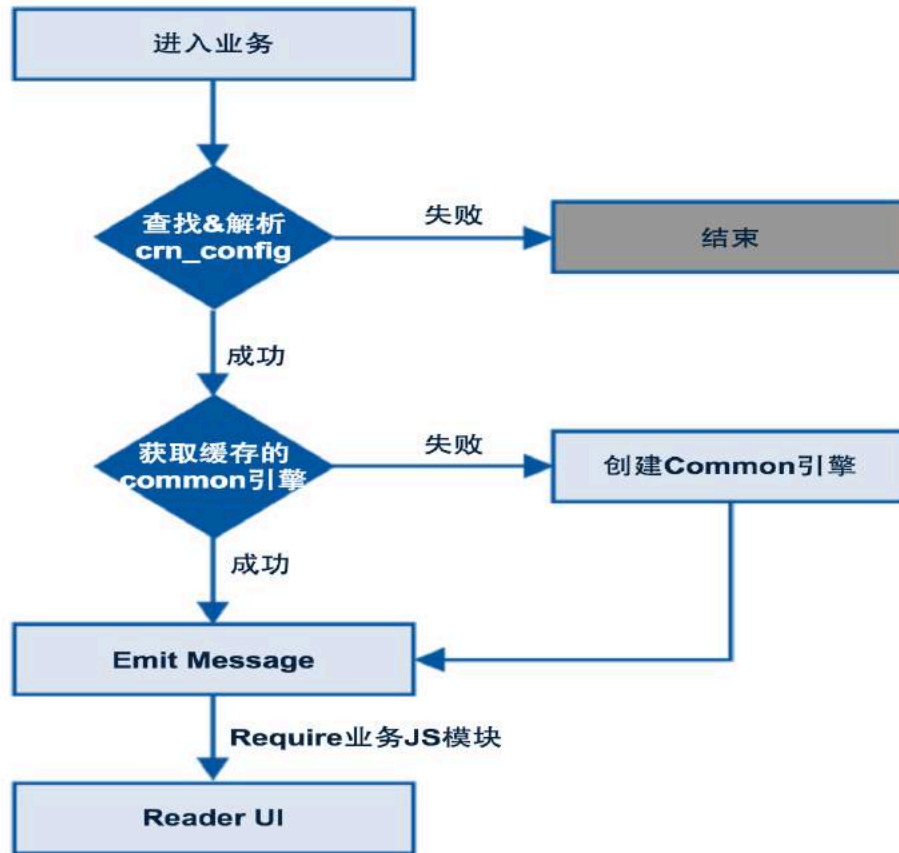 进入业务
查找&解析
crn_config
失败
结束
成功
获取缓存的
common引擎
失败
创建Common引擎
成功
Emit Message
Require业务JS模块
Reader UI